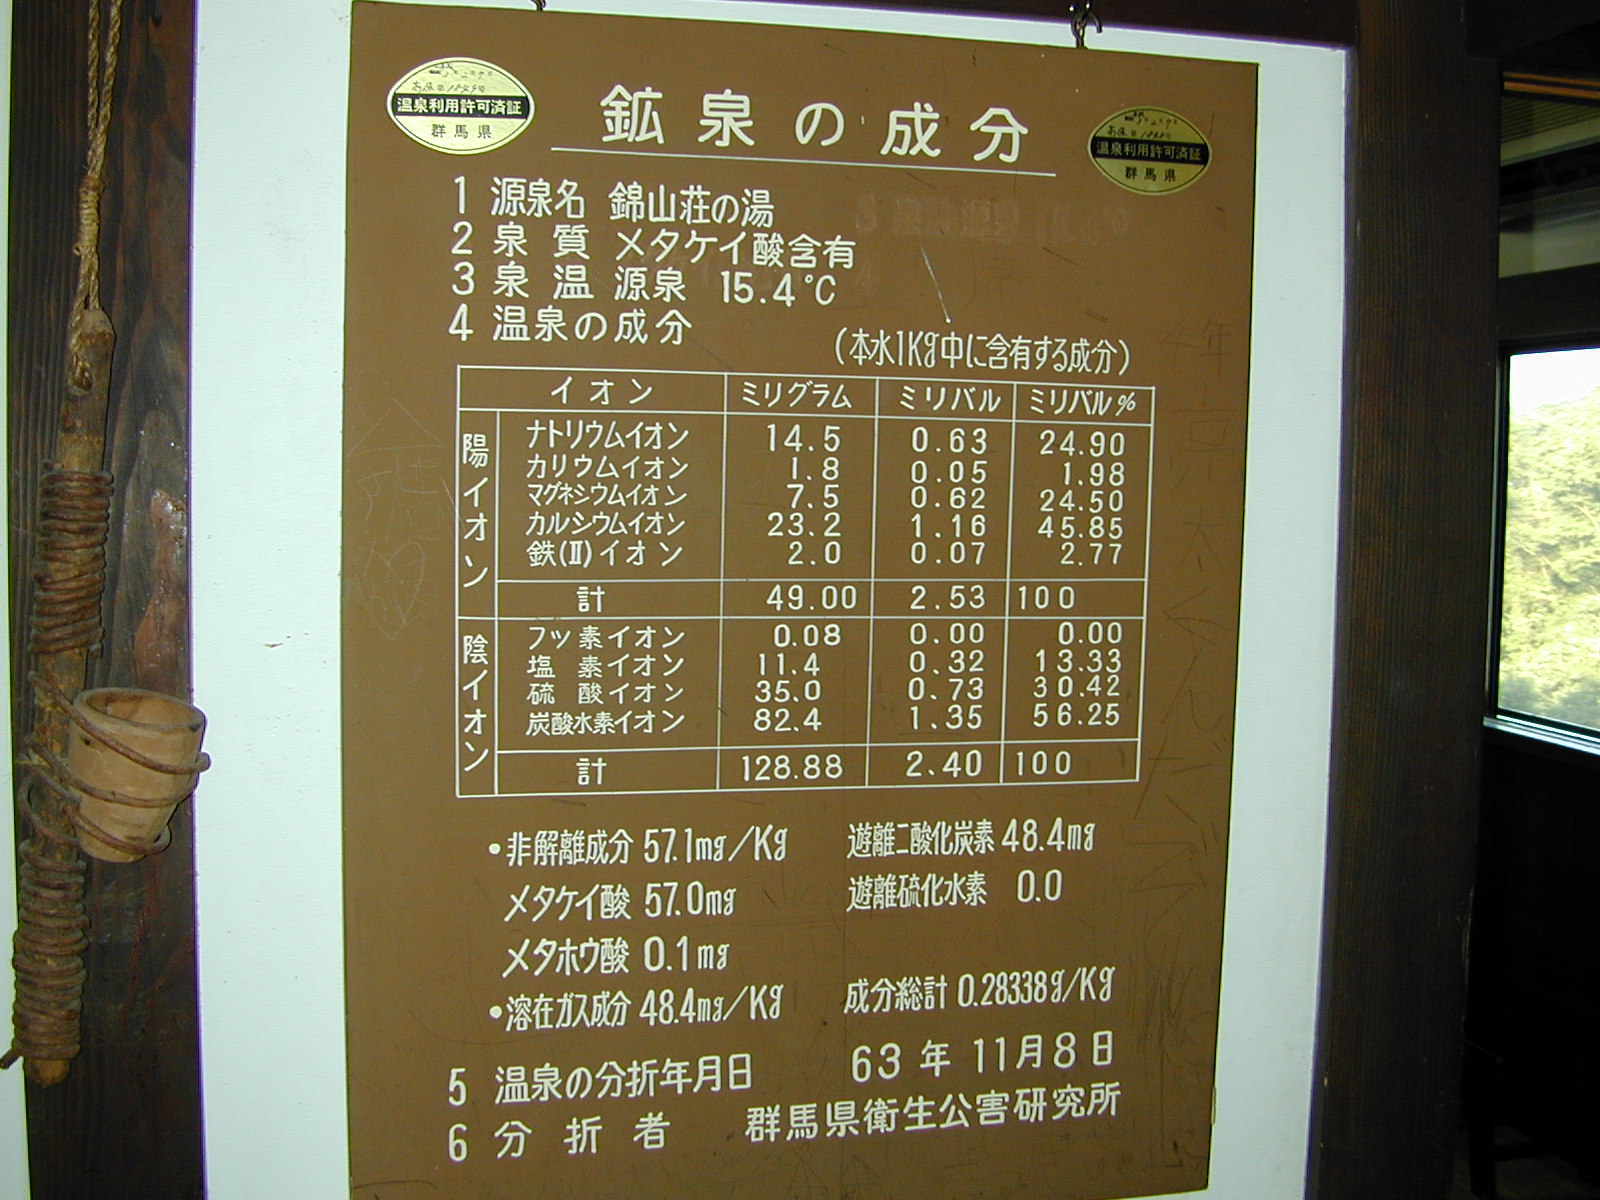 温泉利用許可済証
群馬県
鉱泉の成分
温泉利用許可済証
群馬県
1 源泉名 錦山荘の湯
2 泉質 メタケイ酸含有
3 泉温 源泉 15.4℃
4 温泉の成分
(本水1Kg中に含有する成分)
イオン ミリグラム ミリバル ミリバル%
陽イオン
ナトリウムイオン 14.5 0.63 24.90
カリウムイオン 1.8 0.05 1.98
マグネシウムイオン 7.5 0.62 24.50
カルシウムイオン 23.2 1.16 45.85
鉄(Ⅱ)イオン 2.0 0.07 2.77
計 49.00 2.53 100
陰イオン
フッ素イオン 0.08 0.00 0.00
塩素イオン 11.4 0.32 13.33
硫酸イオン 35.0 0.73 30.42
炭酸水素イオン 82.4 1.35 56.25
計 128.88 2.40 100
・非解離成分 57.1mg/Kg 遊離二酸化炭素 48.4mg
メタケイ酸 57.0mg 遊離硫化水素 0.0
メタホウ酸 0.1mg
・溶在ガス成分 48.4mg/Kg 成分総計 0.28338g/Kg
5 温泉の分折年月日 63年11月8日
6 分折者 群馬県衛生公害研究所